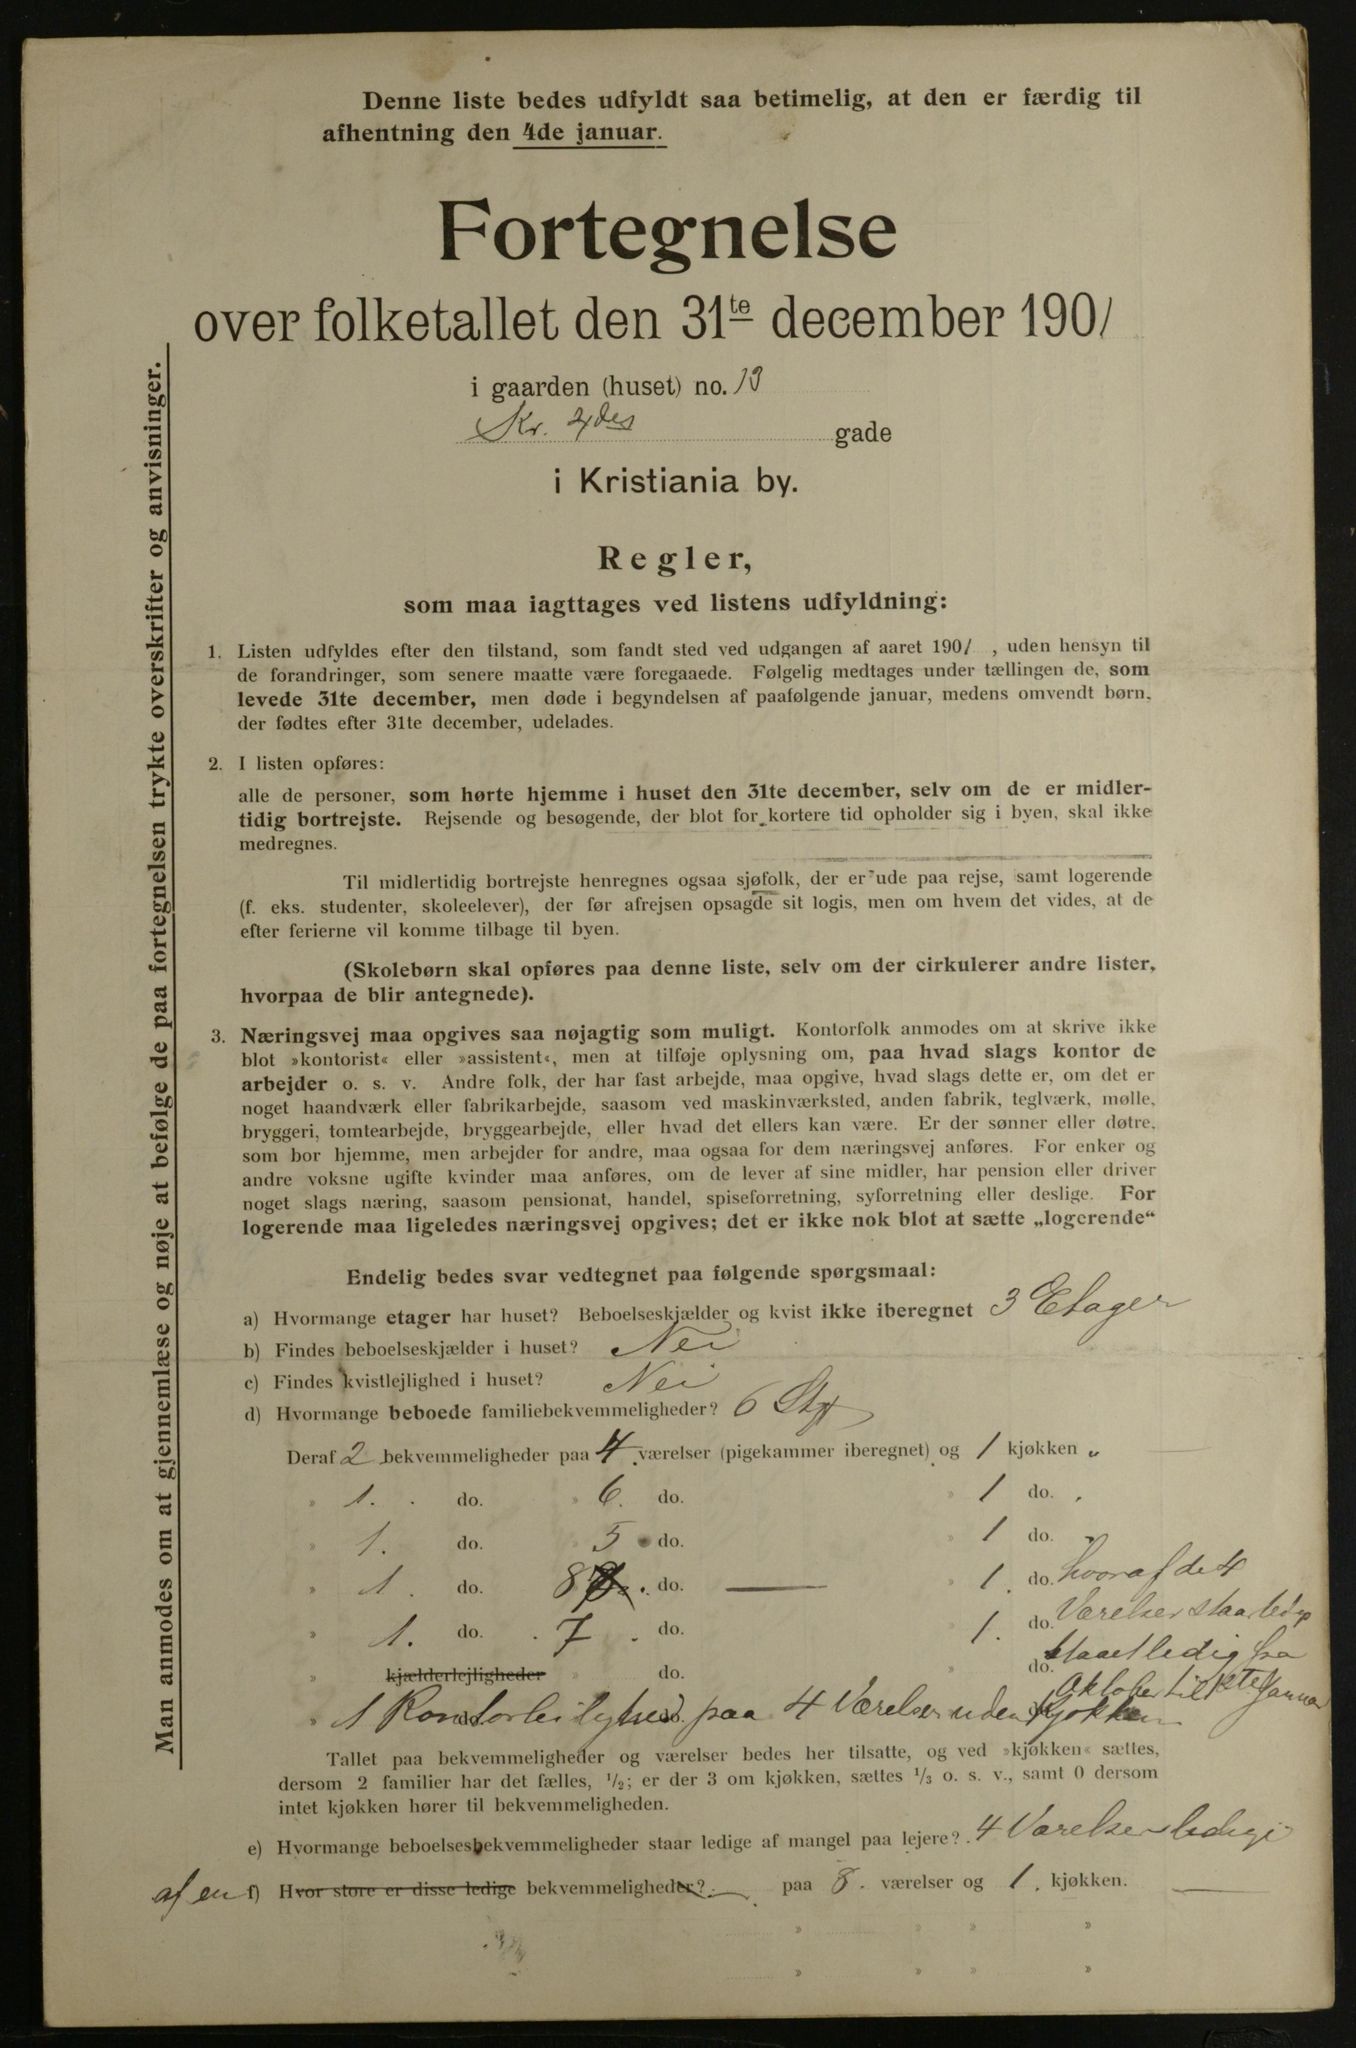 Denne liste bedes udfyldt saa betimelig, at den er færdig til
afhentning den 4de januar.
Fortegnelse
over folketallet den 31te december 1901
i gaarden (huset) no. 13
Kr. 4des gade
i Kristiania by.
Regler,
som maa iagttages ved listens udfyldning:
1. Listen udfyldes efter den tilstand, som fandt sted ved udgangen af aaret 1901 , uden hensyn til
de forandringer, som senere maatte være foregaaede. Følgelig medtages under tællingen de, som
levede 31te december, men døde i begyndelsen af paafølgende januar, medens omvendt børn,
der fødtes efter 31te december, udelades.
2. I listen opføres:
alle de personer, som hørte hjemme i huset den 31te december, selv om de er midler-
tidig bortrejste. Rejsende og besøgende, der blot for kortere tid opholder sig i byen, skal ikke
medregnes.
Til midlertidig bortrejste henregnes ogsaa sjøfolk, der er ude paa rejse, samt logerende
(f. eks. studenter, skoleelever), der før afrejsen opsagde sit logis, men om hvem det vides, at de
efter ferierne vil komme tilbage til byen.
(Skolebørn skal opføres paa denne liste, selv om der cirkulerer andre lister,
hvorpaa de blir antegnede).
3. Næringsvej maa opgives saa nøjagtig som muligt. Kontorfolk anmodes om at skrive ikke
blot »kontorist« eller »assistent«, men at tilføje oplysning om, paa hvad slags kontor de
arbejder o. s. v. Andre folk, der har fast arbejde, maa opgive, hvad slags dette er, om det er
noget haandværk eller fabrikarbejde, saasom ved maskinværksted, anden fabrik, teglværk, mølle,
bryggeri, tomtearbejde, bryggearbejde, eller hvad det ellers kan være. Er der sønner eller døtre,
som bor hjemme, men arbejder for andre, maa ogsaa for dem næringsvej anføres. For enker og
andre voksne ugifte kvinder maa anføres, om de lever af sine midler, har pension eller driver
noget slags næring, saasom pensionat, handel, spiseforretning, syforretning eller deslige. For
logerende maa ligeledes næringsvej opgives; det er ikke nok blot at sætte „logerende“
Endelig bedes svar vedtegnet paa følgende spørgsmaal:
a) Hvormange etager har huset? Beboelseskjælder og kvist ikke iberegnet 3 Etager
b) Findes beboelseskjælder i huset? Nei
c) Findes kvistlejlighed i huset? Nei
d) Hvormange beboede familiebekvemmeligheder? 6 Stk
Deraf 2 bekvemmeligheder paa 4 værelser (pigekammer iberegnet) og 1 kjøkken „
» 1. do. » 6. do. » 1 do.
» 1. do. » 5 do. » 1 do.
» 1. do. 8 do. » 1. do. hvoraf de 4
» 1. do. 7 do. 1. do. Værelser staar ledig
» kjælderlejligheder » do. » do. staaet ledig fra
Oktober til Januar
» 1 Kontorleilighed paa 4 Værelser uden Kjøkken
Tallet paa bekvemmeligheder og værelser bedes her tilsatte, og ved »kjøkken« sættes,
dersom 2 familier har det fælles, 1/2; er der 3 om kjøkken, sættes 1/3 o. s. v., samt 0 dersom
intet kjøkken hører til bekvemmeligheden.
e) Hvormange beboelsesbekvemmeligheder staar ledige af mangel paa lejere? 4 Værelser ledige
af en f) Hvor store er disse ledige bekvemmeligheder? paa 8. værelser og 1. kjøkken.
» » » »
» » » »
Man anmodes om at gjennemlæse og nøje at befølge de paa fortegnelsen trykte overskrifter og anvisninger.